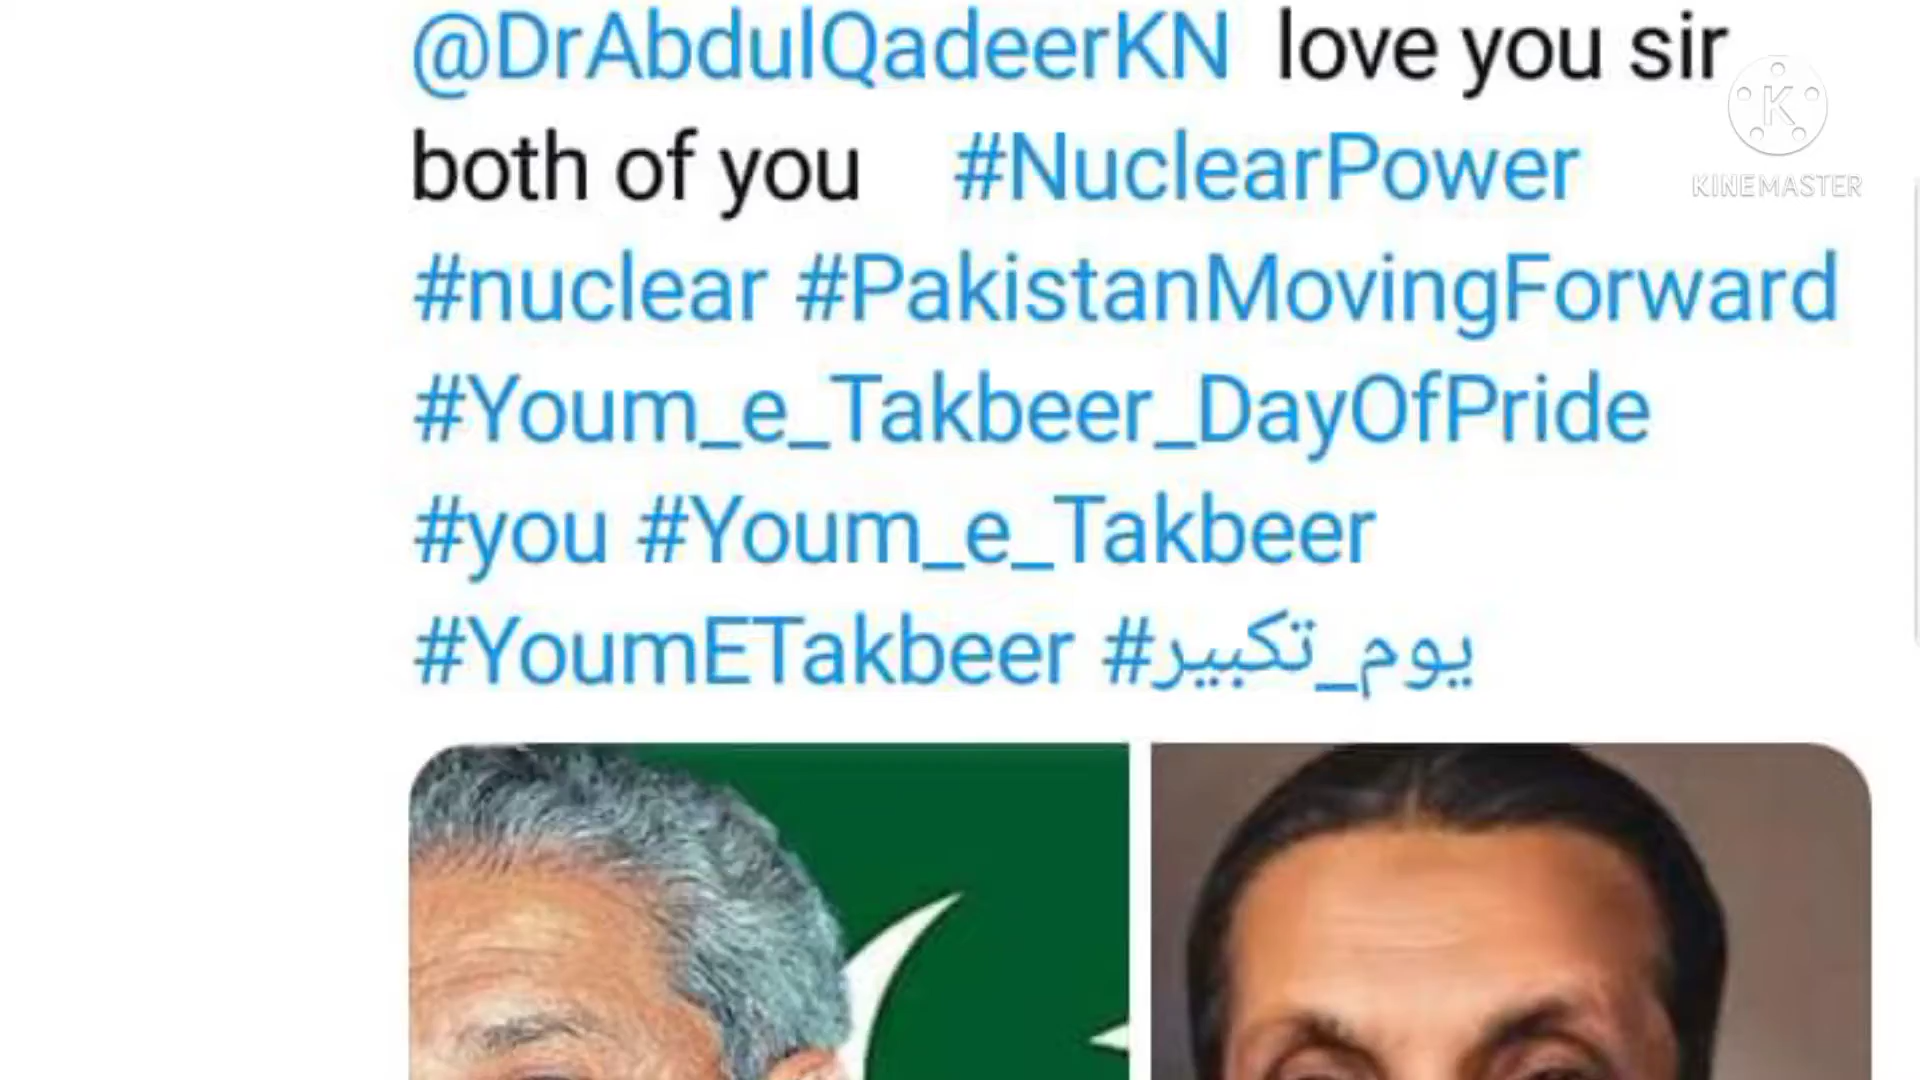 @DrAbdulQadeerKN love you sir
both of you #NuclearPower
#nuclear #PakistanMovingForward
#Youm_e_Takbeer_DayOfPride
#you #Youm_e_Takbeer
#YoumETakbeer #یوم_تکبیر
K
KINEMASTER